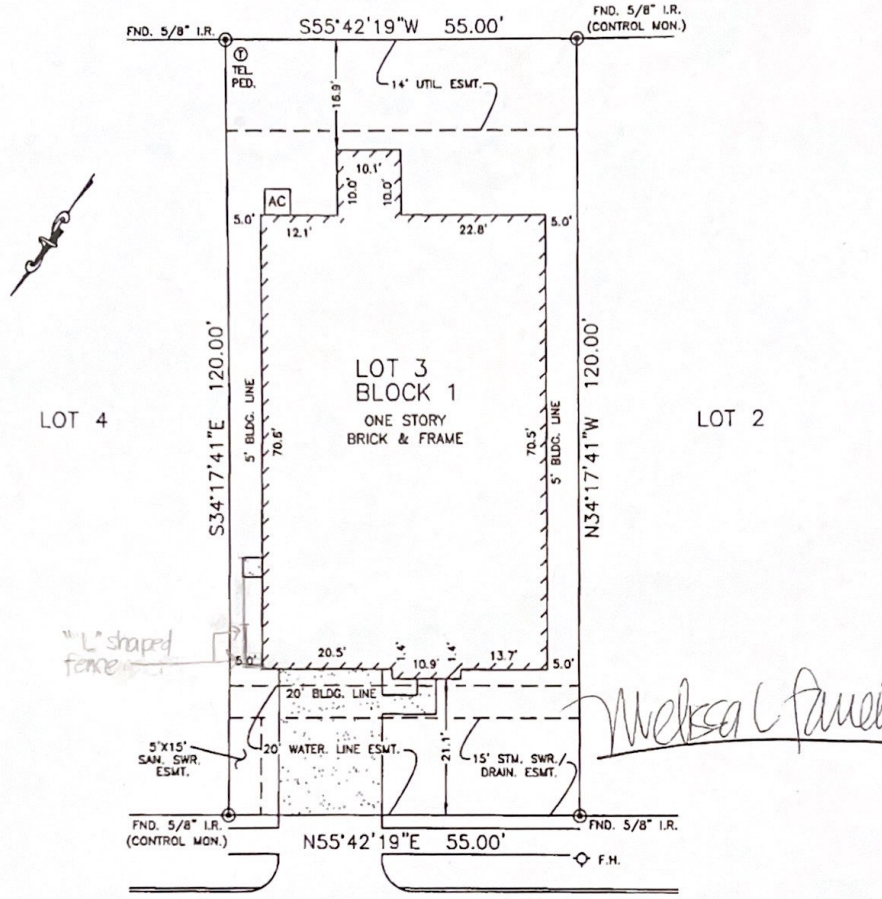 FND. 5/8" I.R.
S55°42'19"W 55.00'
FND. 5/8" I.R.
(CONTROL MON.)
T
TEL.
PED.
16.9'
14' UTIL. ESMT.
10.1'
10.0'
10.0'
AC
5.0'
12.1'
22.8'
5.0'
S34°17'41"E 120.00'
N34°17'41"W 120.00'
LOT 3
BLOCK 1
ONE STORY
BRICK & FRAME
LOT 4
LOT 2
5' BLDG. LINE
70.6'
70.5'
5' BLDG. LINE
"L" shaped
fence
5.0'
20.5'
1.4'
10.9'
1.4'
13.7'
5.0'
20' BLDG. LINE
Melissa C
5'X15'
SAN. SWR.
ESMT.
20' WATER. LINE ESMT.
21.1'
15' STM. SWR./
DRAIN. ESMT.
FND. 5/8" I.R.
(CONTROL MON.)
N55°42'19"E 55.00'
FND. 5/8" I.R.
F.H.